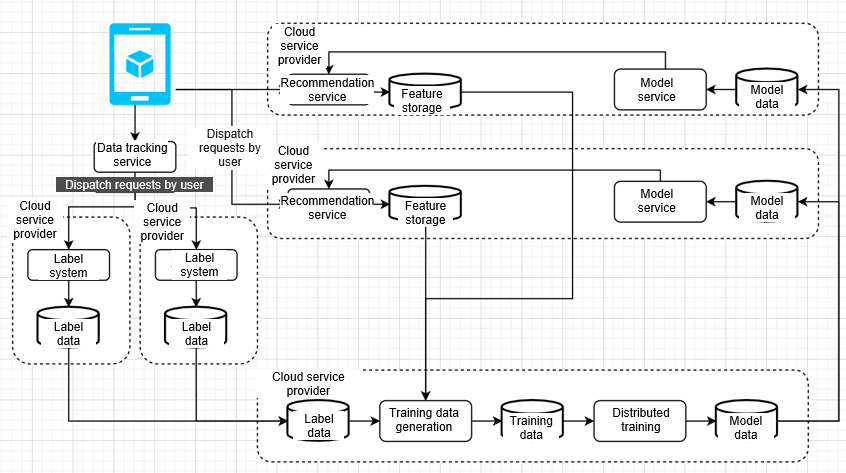 Cloud
service
provider
Recommendation
service
Feature
storage
Model
service
Model
data
Data tracking
service
Dispatch
requests by
user
Dispatch requests by user
Cloud
service
provider
Recommendation
service
Feature
storage
Model
service
Model
data
Cloud
service
provider
Label
system
Label
data
Cloud
service
provider
Label
system
Label
data
Cloud service
provider
Label
data
Training data
generation
Training
data
Distributed
training
Model
data